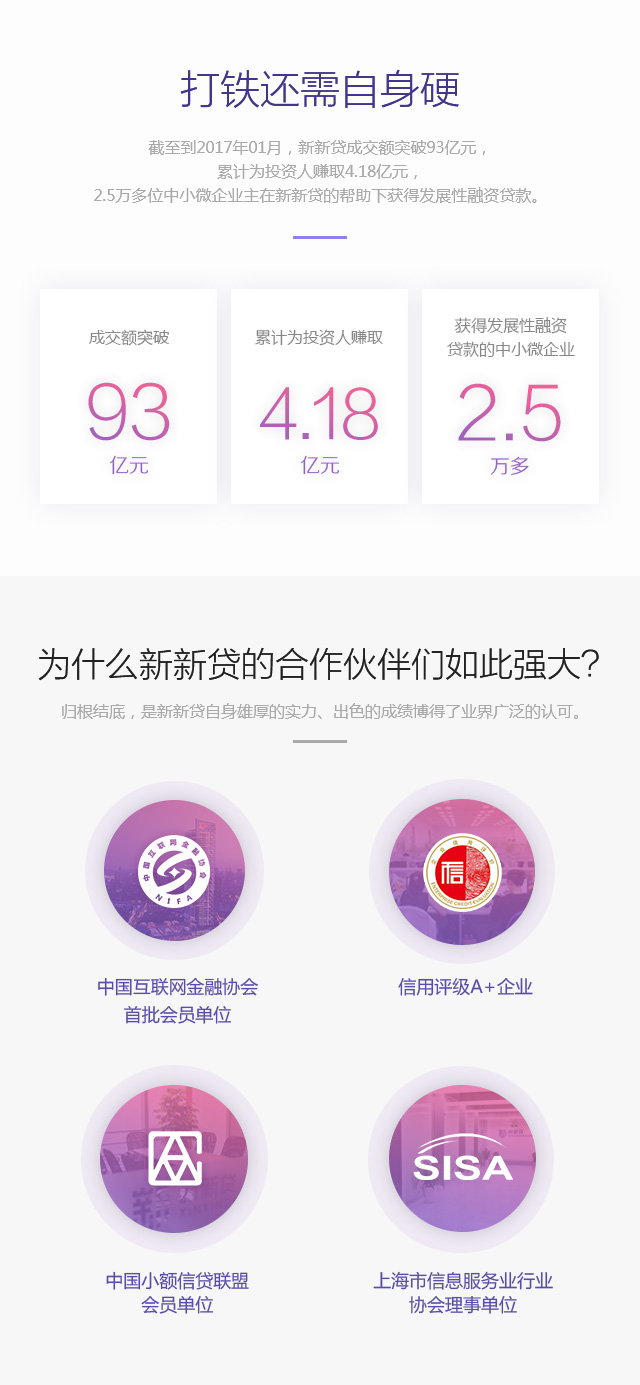 打铁还需自身硬
截至到2017年01月，新新贷成交额突破93亿元，
累计为投资人赚取4.18亿元，
2.5万多位中小微企业主在新新贷的帮助下获得发展性融资贷款。
成交额突破
93
亿元
累计为投资人赚取
4.18
亿元
获得发展性融资
贷款的中小微企业
2.5
万多
为什么新新贷的合作伙伴们如此强大?
归根结底，是新新贷自身雄厚的实力、出色的成绩博得了业界广泛的认可。
中国互联网金融协会
NIFA
中国互联网金融协会
首批会员单位
企业信用评价
信
ENTERPRISE CREDIT EVALUATION
信用评级A+企业
中国小额信贷联盟
会员单位
SISA
上海市信息服务业行业
协会理事单位